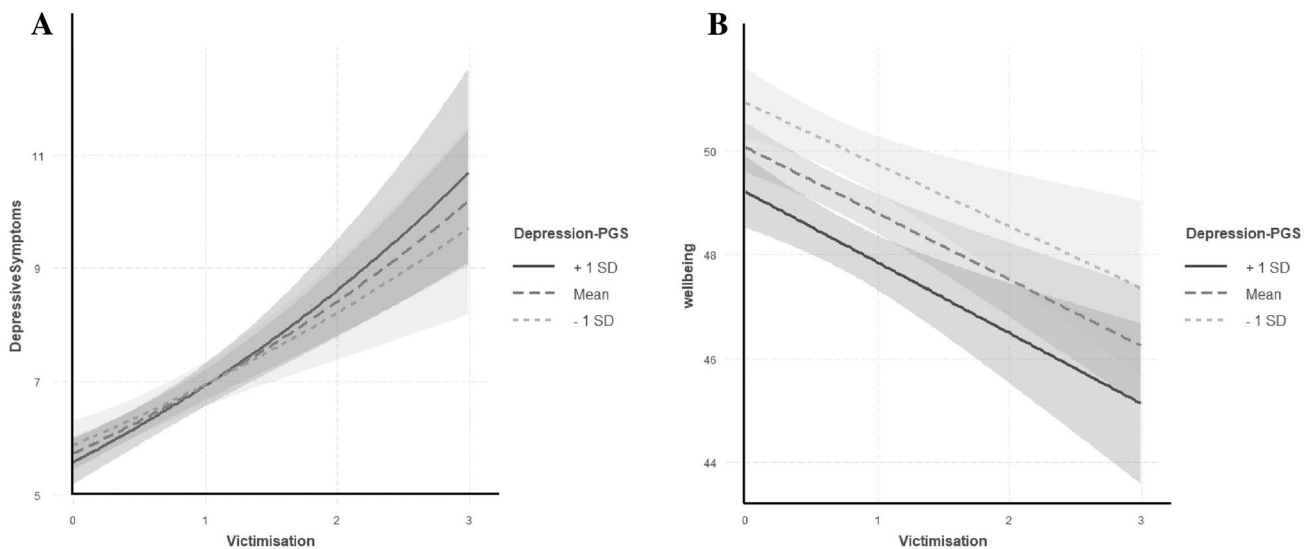 A
11
9
7
5
0
1
2
3
DepressiveSymptoms
Victimisation
Depression-PGS
+ 1 SD
Mean
- 1 SD
B
50
48
46
44
0
1
2
3
wellbeing
Victimisation
Depression-PGS
+ 1 SD
Mean
- 1 SD